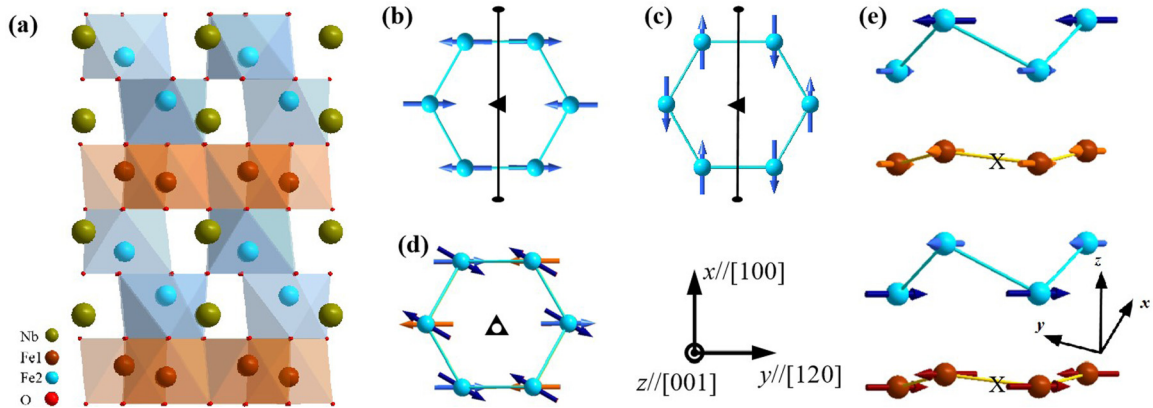 (a)
Nb
Fe1
Fe2
O
(b)
(c)
(d)
x//[100]
y//[120]
z//[001]
(e)
X
z
x
y
X